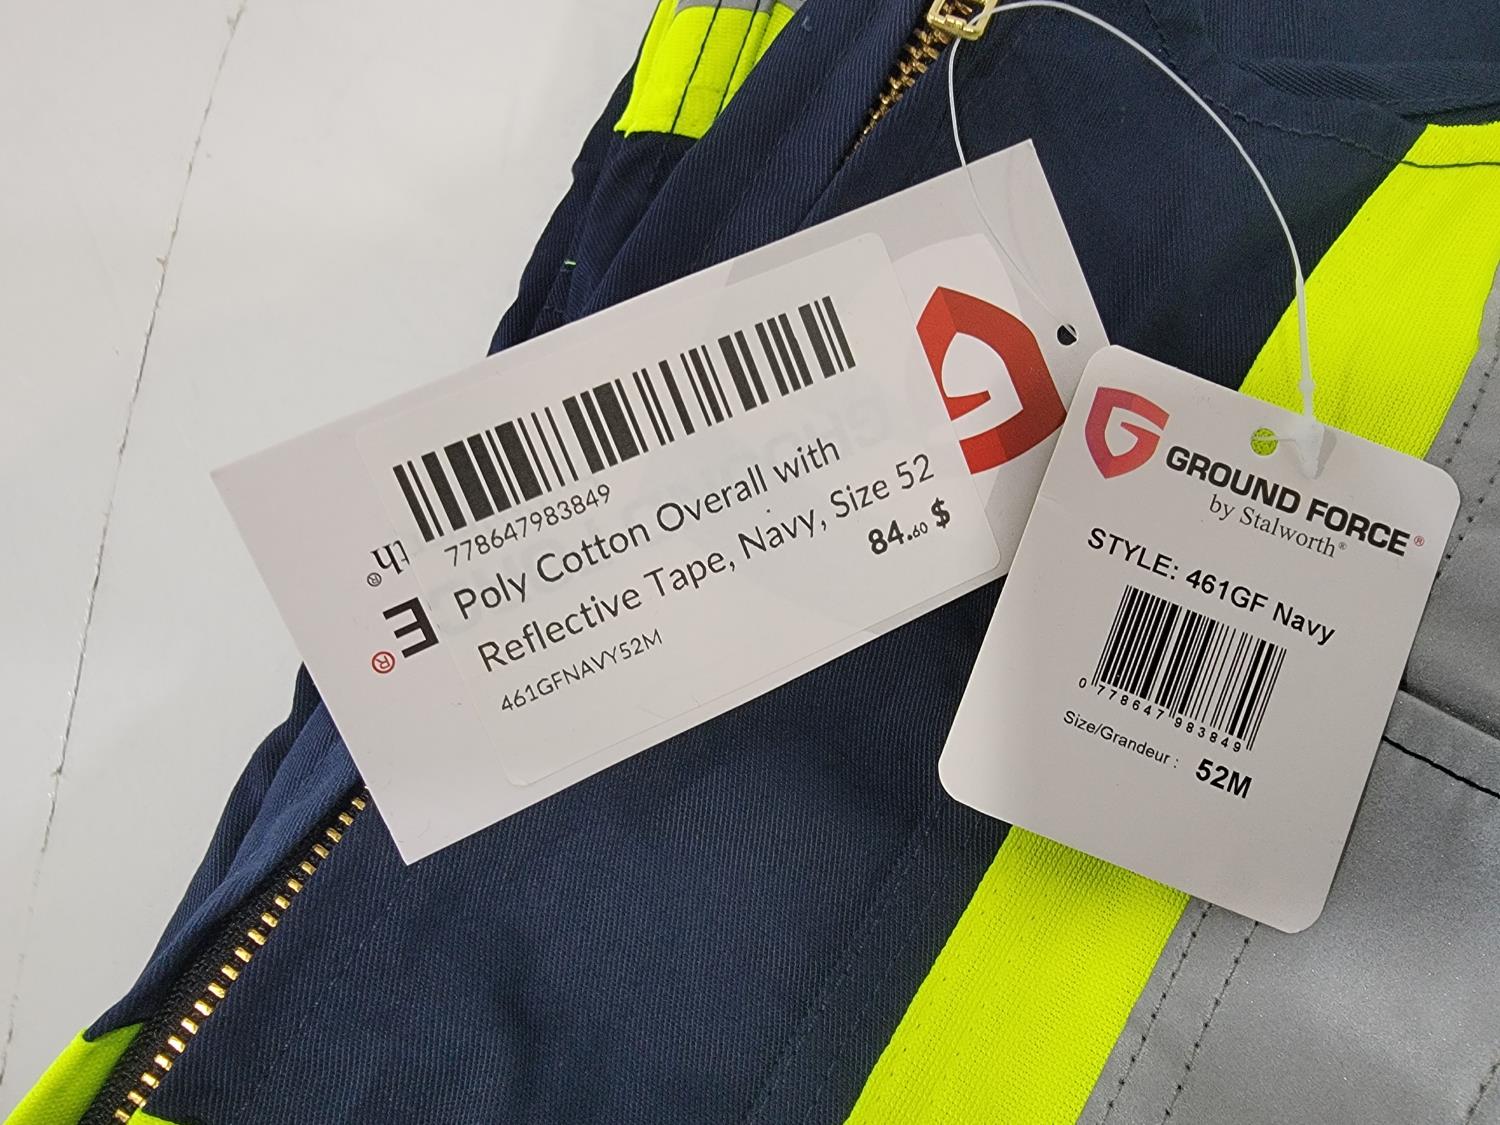 778647983849
Poly Cotton Overall with
Reflective Tape, Navy, Size 52
84.60 $
461GFNAVY52M
th®
E®
G
G
GROUND FORCE®
by Stalworth®
STYLE: 461GF Navy
0 778647 983849
Size/Grandeur : 52M